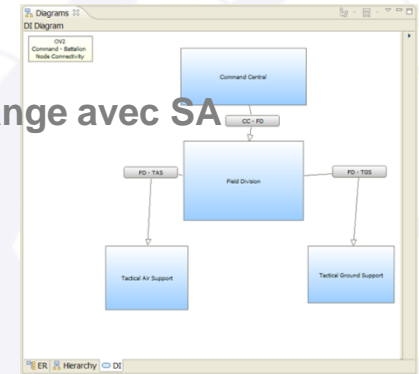 Diagrams
DI Diagram
OV2
Command - Battalion
Node Connectivity
Command Central
ange avec SA
CC - FD
FD - TAS
Field Division
FD - TGS
Tactical Air Support
Tactical Ground Support
ER
Hierarchy
DI